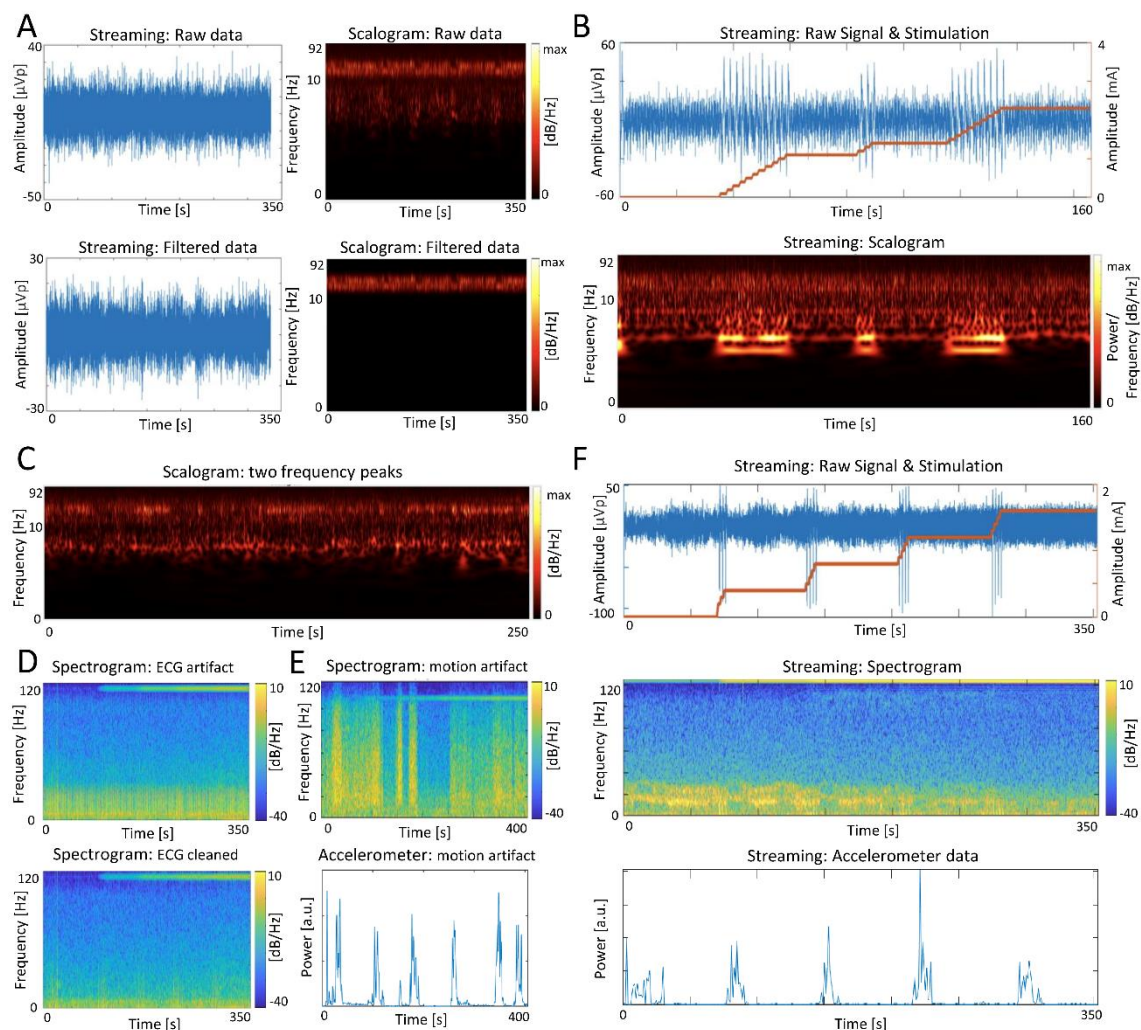 A
Streaming: Raw data
40
Amplitude [µVp]
-50
0
350
Time [s]
Scalogram: Raw data
92
10
0
Frequency [Hz]
0
350
Time [s]
max
0
[dB/Hz]
Streaming: Filtered data
30
Amplitude [µVp]
-30
0
350
Time [s]
Scalogram: Filtered data
92
10
0
Frequency [Hz]
0
350
Time [s]
max
0
[dB/Hz]
B
Streaming: Raw Signal & Stimulation
60
Amplitude [µVp]
-60
0
160
Time [s]
4
0
Amplitude [mA]
Streaming: Scalogram
92
10
0
Frequency [Hz]
0
160
Time [s]
max
0
Power/
Frequency [dB/Hz]
C
Scalogram: two frequency peaks
92
10
0
Frequency [Hz]
0
250
Time [s]
max
0
[dB/Hz]
D
Spectrogram: ECG artifact
120
0
Frequency [Hz]
0
350
Time [s]
10
-40
[dB/Hz]
Spectrogram: ECG cleaned
120
0
Frequency [Hz]
0
350
Time [s]
10
-40
[dB/Hz]
E
Spectrogram: motion artifact
120
0
Frequency [Hz]
0
400
Time [s]
10
-40
[dB/Hz]
Accelerometer: motion artifact
Power [a.u.]
0
400
Time [s]
F
Streaming: Raw Signal & Stimulation
50
Amplitude [µVp]
-100
0
350
Time [s]
2
0
Amplitude [mA]
Streaming: Spectrogram
120
0
Frequency [Hz]
0
350
Time [s]
10
-40
[dB/Hz]
Streaming: Accelerometer data
Power [a.u.]
0
350
Time [s]